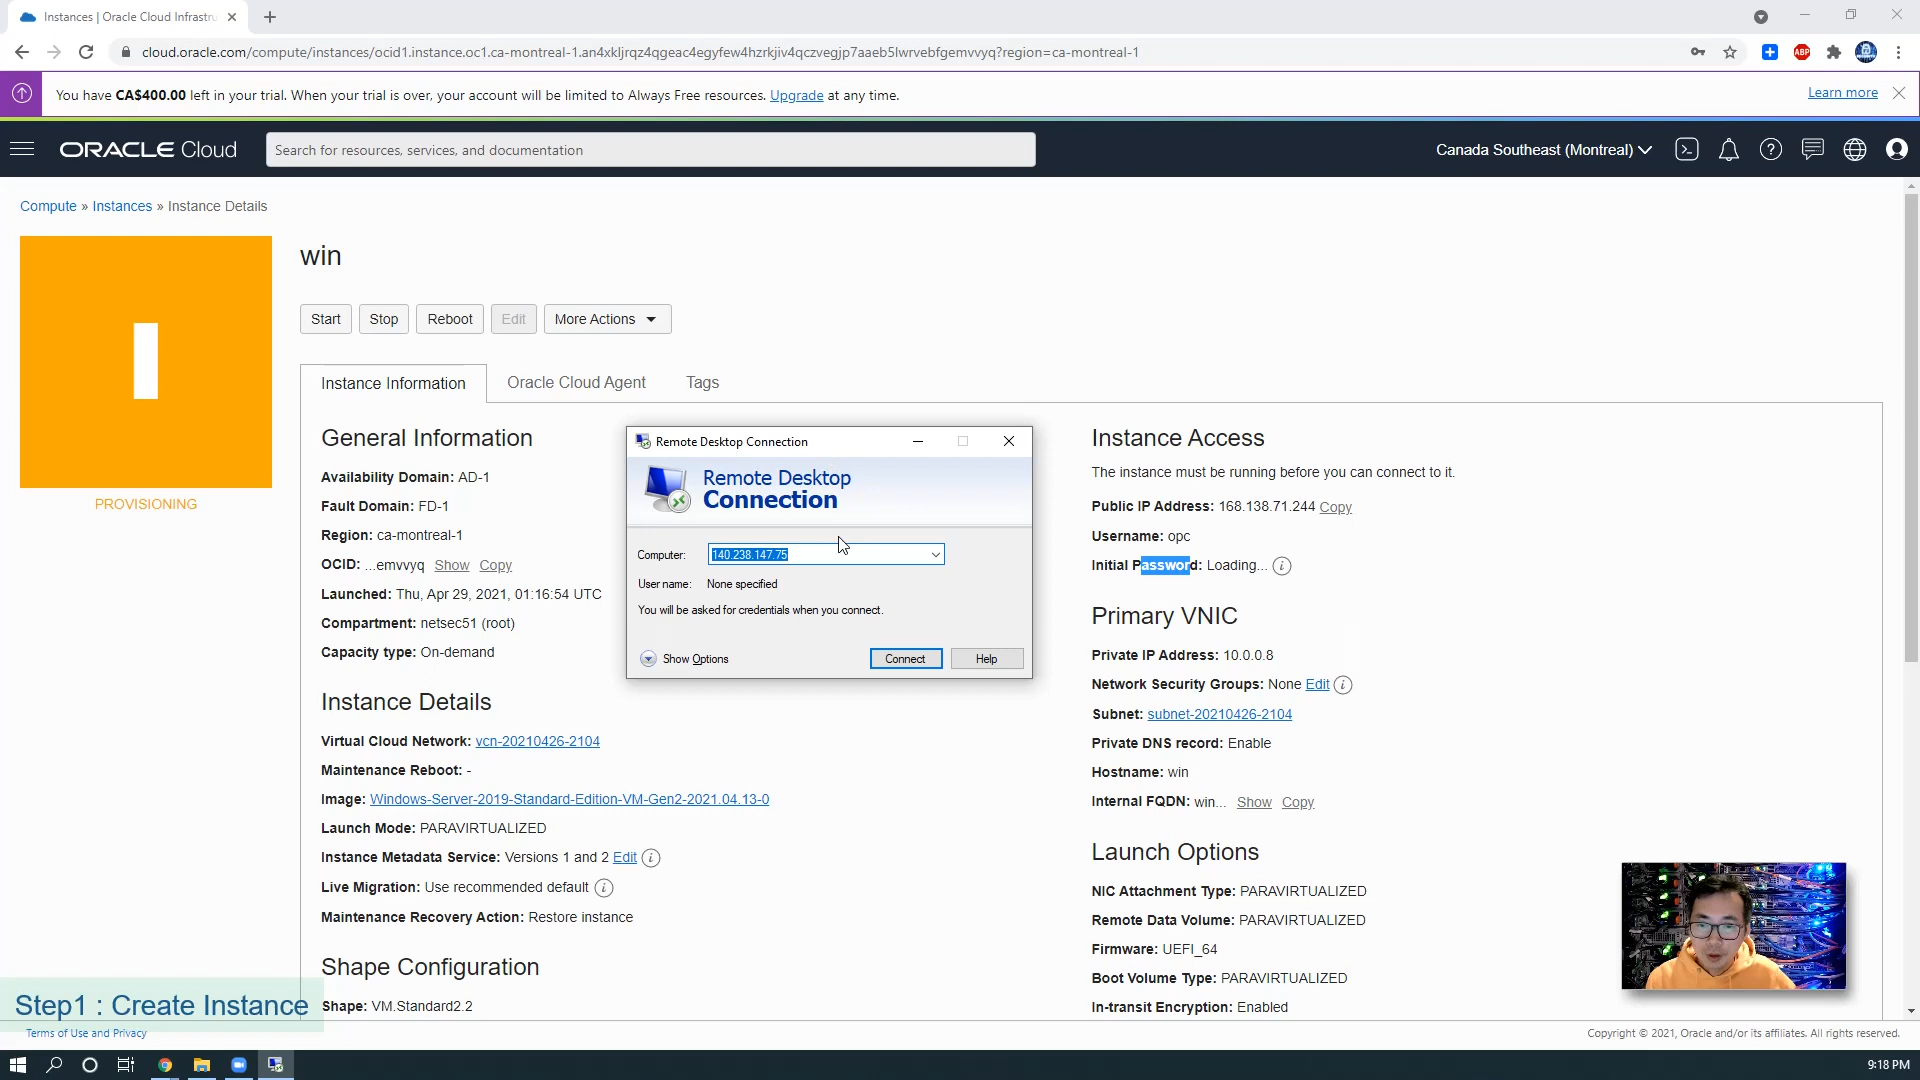 Instances | Oracle Cloud Infrastru
cloud.oracle.com/compute/instances/ocid1.instance.oc1.ca-montreal-1.an4xkljrqz4qgeac4egyfew4hzrkjiv4qczvegjp7aaeb5lwrvebfgemvvyq?region=ca-montreal-1
ABP
You have CA$400.00 left in your trial. When your trial is over, your account will be limited to Always Free resources. Upgrade at any time.
Learn more
ORACLE Cloud
Search for resources, services, and documentation
Canada Southeast (Montreal)
Compute » Instances » Instance Details
PROVISIONING
win
Start
Stop
Reboot
Edit
More Actions
Instance Information
Oracle Cloud Agent
Tags
General Information
Availability Domain: AD-1
Fault Domain: FD-1
Region: ca-montreal-1
OCID: ...emvvyq Show Copy
Launched: Thu, Apr 29, 2021, 01:16:54 UTC
Compartment: netsec51 (root)
Capacity type: On-demand
Instance Details
Virtual Cloud Network: vcn-20210426-2104
Maintenance Reboot: -
Image: Windows-Server-2019-Standard-Edition-VM-Gen2-2021.04.13-0
Launch Mode: PARAVIRTUALIZED
Instance Metadata Service: Versions 1 and 2 Edit
Live Migration: Use recommended default
Maintenance Recovery Action: Restore instance
Shape Configuration
Shape: VM.Standard2.2
Remote Desktop Connection
Remote Desktop
Connection
Computer: 140.238.147.75
User name: None specified
You will be asked for credentials when you connect.
Show Options
Connect
Help
Instance Access
The instance must be running before you can connect to it.
Public IP Address: 168.138.71.244 Copy
Username: opc
Initial Password: Loading...
Primary VNIC
Private IP Address: 10.0.0.8
Network Security Groups: None Edit
Subnet: subnet-20210426-2104
Private DNS record: Enable
Hostname: win
Internal FQDN: win... Show Copy
Launch Options
NIC Attachment Type: PARAVIRTUALIZED
Remote Data Volume: PARAVIRTUALIZED
Firmware: UEFI_64
Boot Volume Type: PARAVIRTUALIZED
In-transit Encryption: Enabled
Step1 : Create Instance
Terms of Use and Privacy
Copyright © 2021, Oracle and/or its affiliates. All rights reserved.
9:18 PM